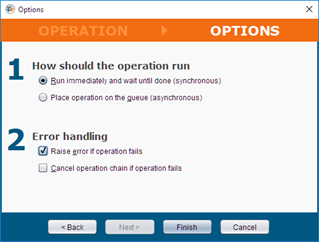 Options
OPERATION OPTIONS
1 How should the operation run
Run immediately and wait until done (synchronous)
Place operation on the queue (asynchronous)
2 Error handling
Raise error if operation fails
Cancel operation chain if operation fails
< Back Next > Finish Cancel